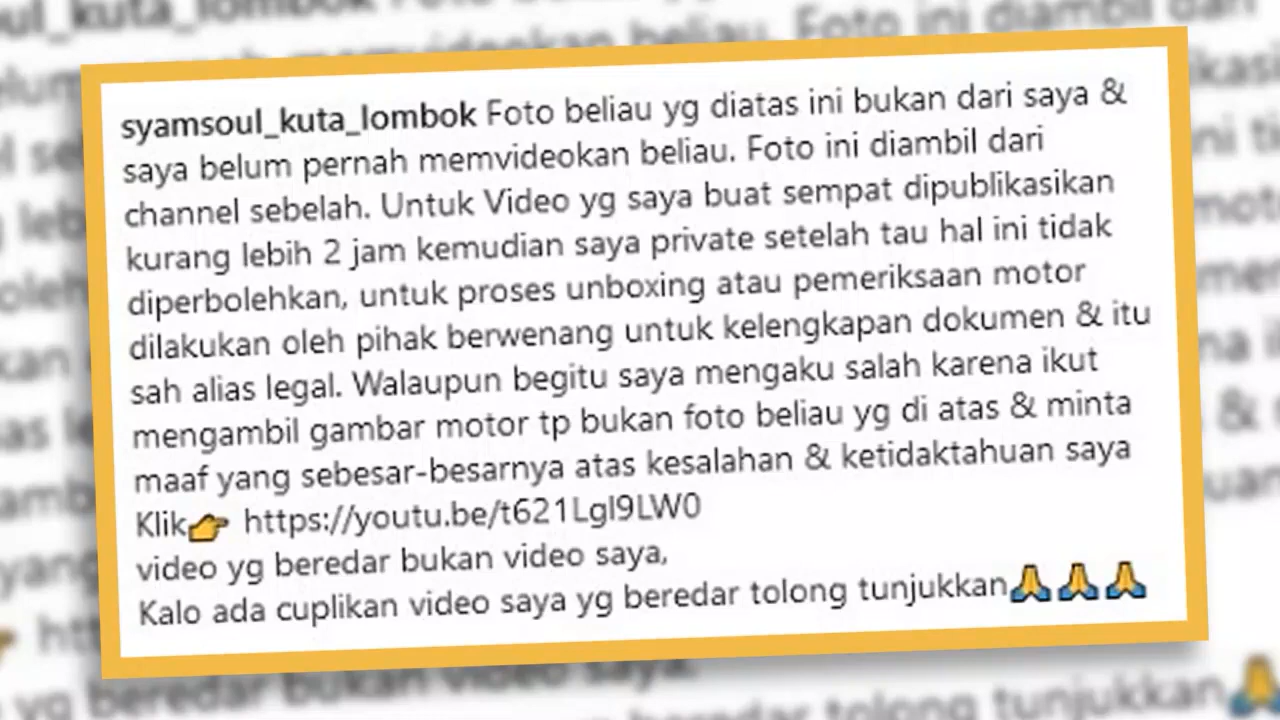 syamsoul_kuta_lombok Foto beliau yg diatas ini bukan dari saya &
saya belum pernah memvideokan beliau. Foto ini diambil dari
channel sebelah. Untuk Video yg saya buat sempat dipublikasikan
kurang lebih 2 jam kemudian saya private setelah tau hal ini tidak
diperbolehkan, untuk proses unboxing atau pemeriksaan motor
dilakukan oleh pihak berwenang untuk kelengkapan dokumen & itu
sah alias legal. Walaupun begitu saya mengaku salah karena ikut
mengambil gambar motor tp bukan foto beliau yg di atas & minta
maaf yang sebesar-besarnya atas kesalahan & ketidaktahuan saya
Klik👉 https://youtu.be/t621LgI9LW0
video yg beredar bukan video saya,
Kalo ada cuplikan video saya yg beredar tolong tunjukkan🙏🙏🙏